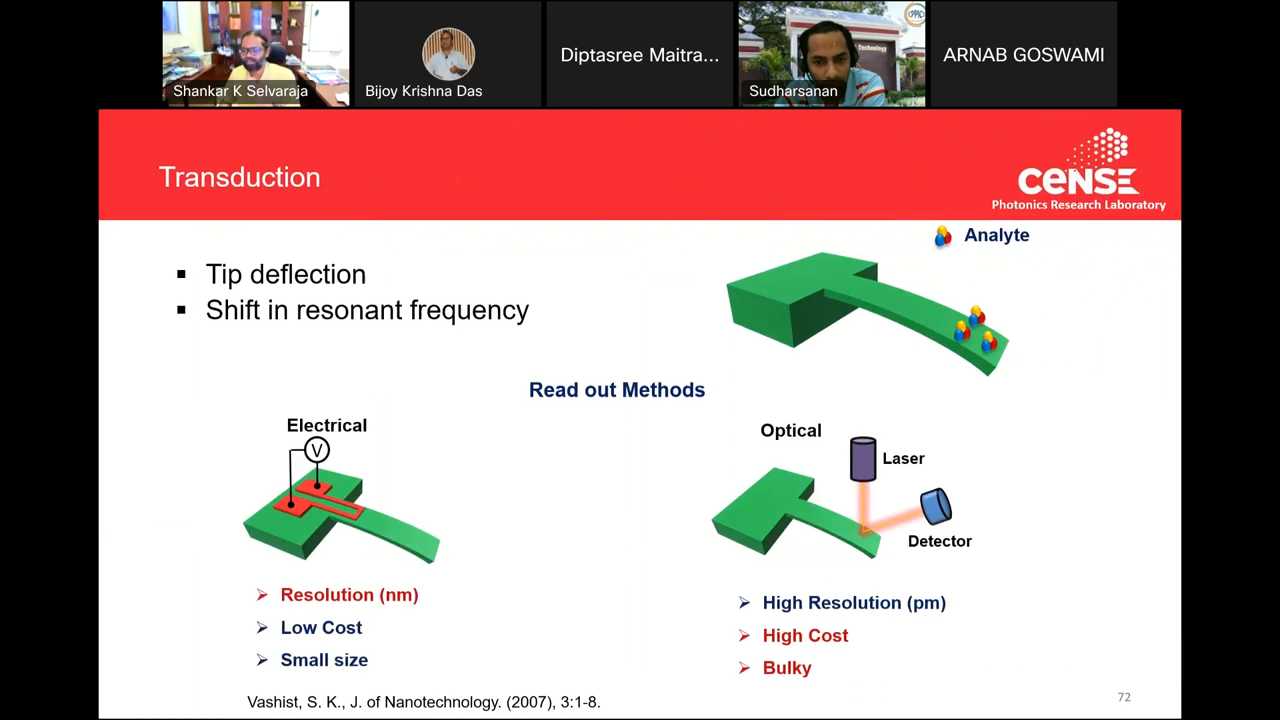 Shankar K Selvaraja
Bijoy Krishna Das
Diptasree Maitra...
Sudharsanan
ARNAB GOSWAMI
Technology
CPPICS
Transduction
CeNSE
Photonics Research Laboratory
Analyte
Tip deflection
Shift in resonant frequency
Read out Methods
Electrical
V
Optical
Laser
Detector
Resolution (nm)
Low Cost
Small size
High Resolution (pm)
High Cost
Bulky
Vashist, S. K., J. of Nanotechnology. (2007), 3:1-8.
72